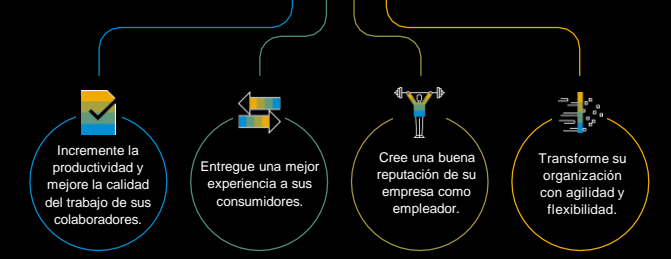 Incremente la
productividad y
mejore la calidad
del trabajo de sus
colaboradores.
Entregue una mejor
experiencia a sus
consumidores.
Cree una buena
reputación de su
empresa como
empleador.
Transforme su
organización
con agilidad y
flexibilidad.